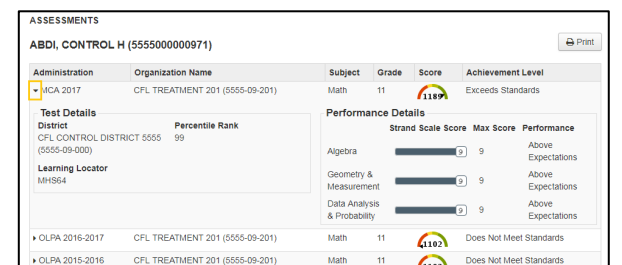 ASSESSMENTS
ABDI, CONTROL H (5555000000971)
Print
Administration Organization Name Subject Grade Score Achievement Level
MCA 2017 CFL TREATMENT 201 (5555-09-201) Math 11 1189 Exceeds Standards
Test Details Performance Details
District Percentile Rank Strand Scale Score Max Score Performance
CFL CONTROL DISTRICT 5555 99
(5555-09-000)
Algebra 9 9 Above
Expectations
Learning Locator
MHS64
Geometry & 9 9 Above
Measurement Expectations
Data Analysis 9 9 Above
& Probability Expectations
OLPA 2016-2017 CFL TREATMENT 201 (5555-09-201) Math 11 1102 Does Not Meet Standards
OLPA 2015-2016 CFL TREATMENT 201 (5555-09-201) Math 11 Does Not Meet Standards